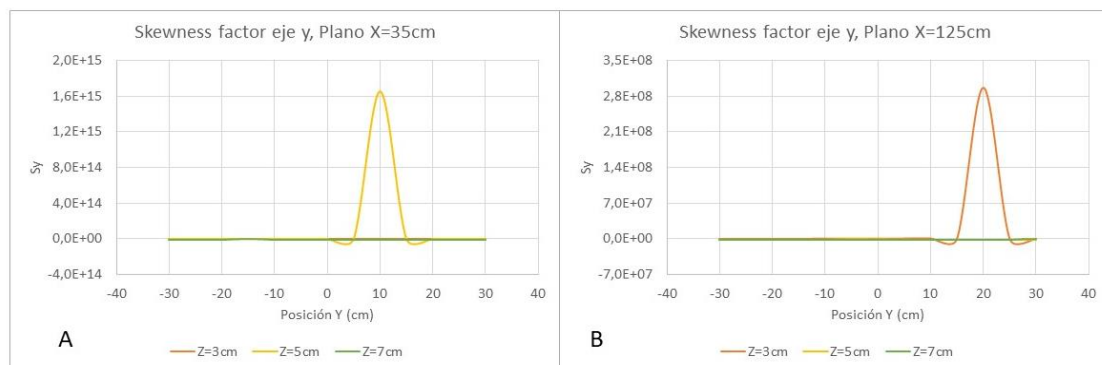 Skewness factor eje y, Plano X=35cm
2,0E+15
1,6E+15
1,2E+15
Sy
8,0E+14
4,0E+14
0,0E+00
-4,0E+14
-40 -30 -20 -10 0 10 20 30 40
Posición Y (cm)
A
Z=3cm Z=5cm Z=7cm
Skewness factor eje y, Plano X=125cm
3,5E+08
2,8E+08
2,1E+08
Sy
1,4E+08
7,0E+07
0,0E+00
-7,0E+07
-40 -30 -20 -10 0 10 20 30 40
Posición Y (cm)
B
Z=3cm Z=5cm Z=7cm